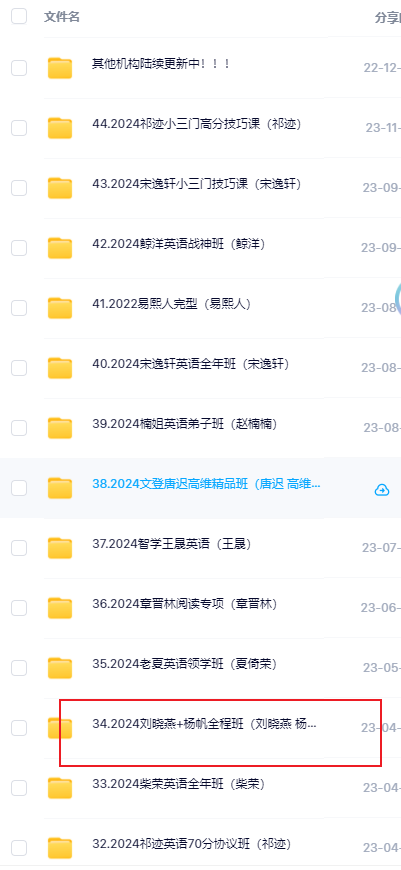 文件名 分享
其他机构陆续更新中！！！ 22-12-
44.2024祁迹小三门高分技巧课（祁迹） 23-11-
43.2024宋逸轩小三门技巧课（宋逸轩） 23-09-
42.2024鲸洋英语战神班（鲸洋） 23-09-
41.2022易熙人完型（易熙人） 23-08
40.2024宋逸轩英语全年班（宋逸轩） 23-08-
39.2024楠姐英语弟子班（赵楠楠） 23-08-
38.2024文登唐迟高维精品班（唐迟 高维...
37.2024智学王晟英语（王晟） 23-07-
36.2024章晋林阅读专项（章晋林） 23-06-
35.2024老夏英语领学班（夏倚荣） 23-05-
34.2024刘晓燕+杨帆全程班（刘晓燕 杨... 23-04-
33.2024柴荣英语全年班（柴荣） 23-04-
32.2024祁迹英语70分协议班（祁迹） 23-04-